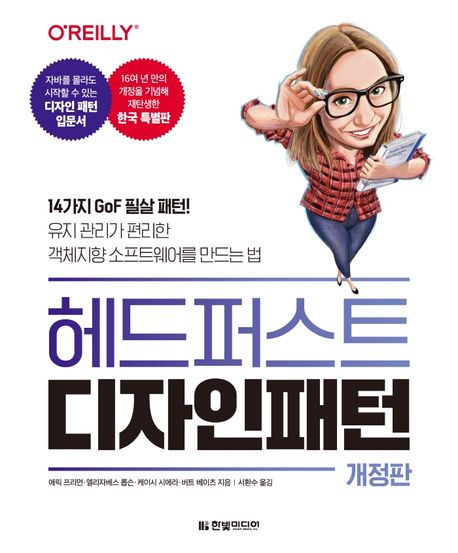 O'REILLY®
자바를 몰라도
시작할 수 있는
디자인 패턴
입문서
16여 년 만의
개정을 기념해
재탄생한
한국 특별판
14가지 GoF 필살 패턴!
유지 관리가 편리한
객체지향 소프트웨어를 만드는 법
헤드퍼스트
디자인패턴
개정판
에릭 프리먼·엘리자베스 롭슨·케이시 시에라·버트 베이츠 지음 | 서환수 옮김
한빛미디어